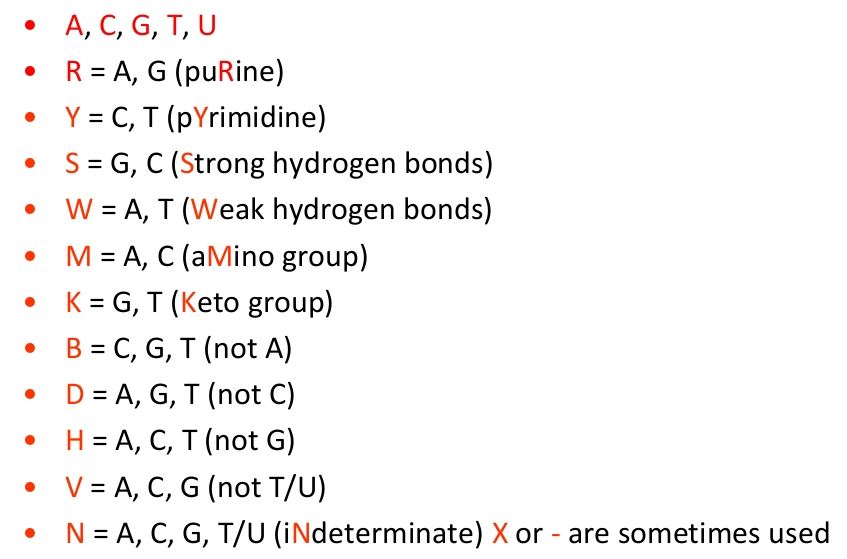 • A, C, G, T, U
• R = A, G (puRine)
• Y = C, T (pYrimidine)
• S = G, C (Strong hydrogen bonds)
• W = A, T (Weak hydrogen bonds)
• M = A, C (aMino group)
• K = G, T (Keto group)
• B = C, G, T (not A)
• D = A, G, T (not C)
• H = A, C, T (not G)
• V = A, C, G (not T/U)
• N = A, C, G, T/U (iNdeterminate) X or - are sometimes used